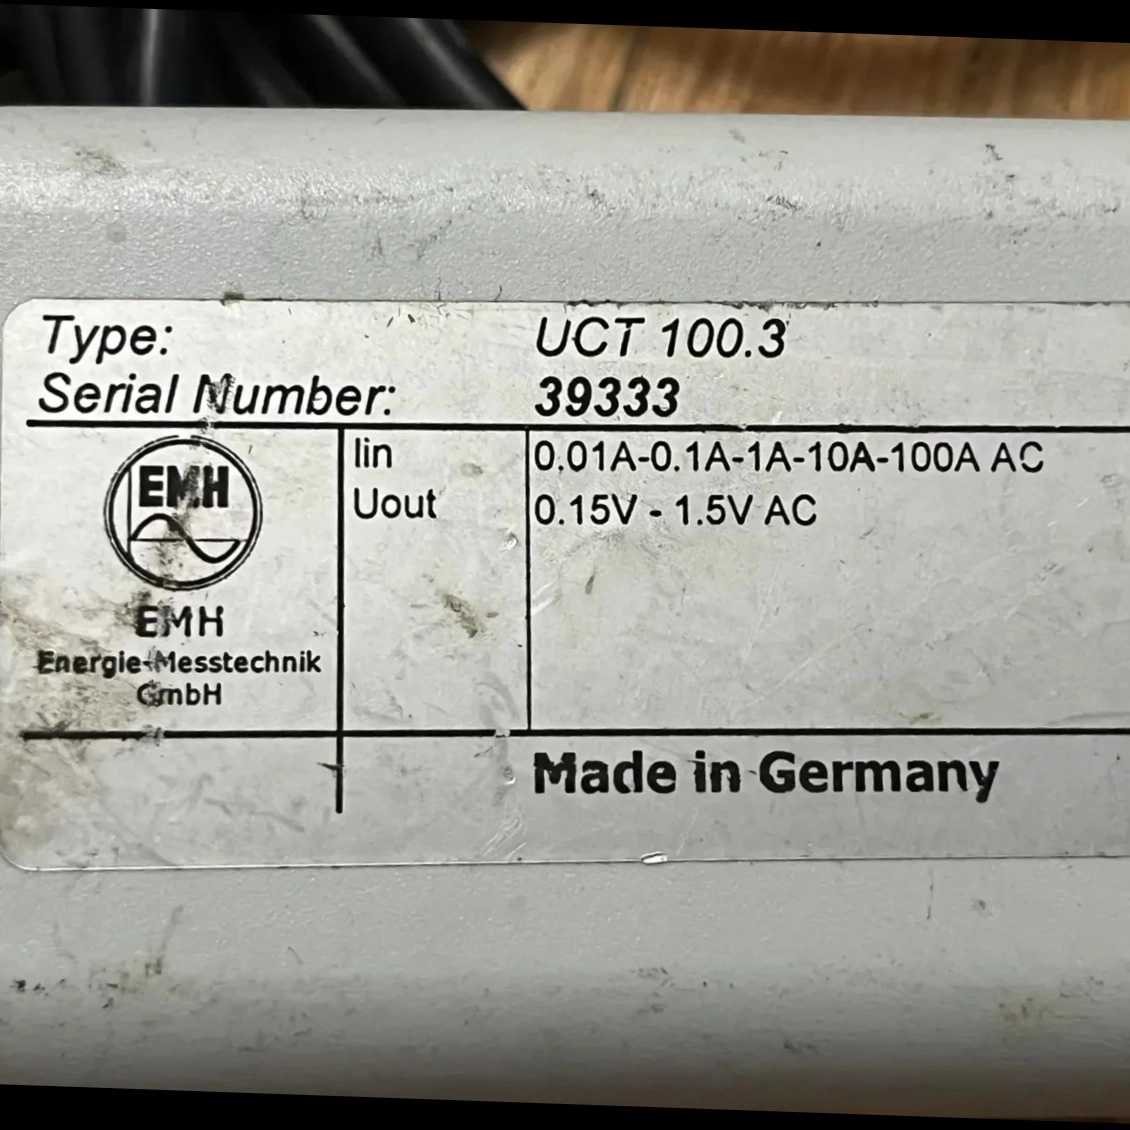 Type: UCT 100.3
Serial Number: 39333
EMH
Iin 0.01A-0.1A-1A-10A-100A AC
Uout 0.15V - 1.5V AC
EMH
Energie-Messtechnik
GmbH
Made in Germany